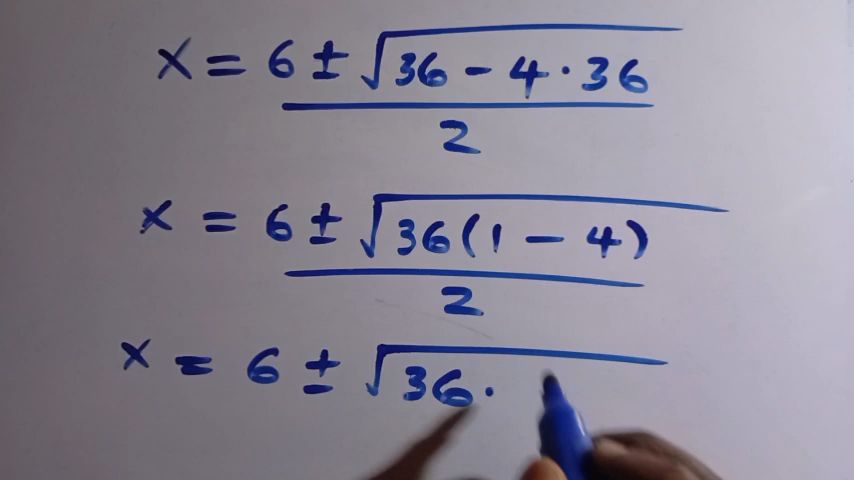 x = 6 ± √36 - 4 · 36
2
x = 6 ± √36(1 - 4)
2
x = 6 ± √36 ·